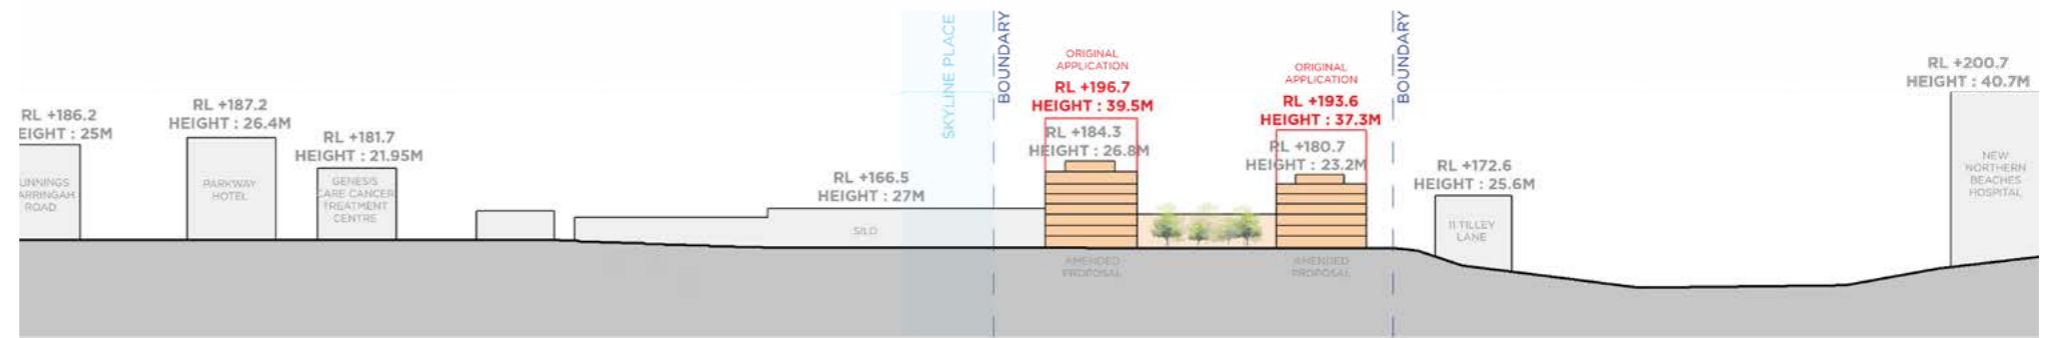 RL +186.2
EIGHT : 25M
UNNINGS
ARRINGAH
ROAD
RL +187.2
HEIGHT : 26.4M
PARKWAY
HOTEL
RL +181.7
HEIGHT : 21.95M
GENESIS
CARE CANCER
TREATMENT
CENTRE
RL +166.5
HEIGHT : 27M
SILO
SKYLINE PLACE
BOUNDARY
ORIGINAL
APPLICATION
RL +196.7
HEIGHT : 39.5M
RL +184.3
HEIGHT : 26.8M
AMENDED
PROPOSAL
ORIGINAL
APPLICATION
RL +193.6
HEIGHT : 37.3M
RL +180.7
HEIGHT : 23.2M
AMENDED
PROPOSAL
BOUNDARY
RL +172.6
HEIGHT : 25.6M
11 TILLEY
LANE
RL +200.7
HEIGHT : 40.7M
NEW
NORTHERN
BEACHES
HOSPITAL